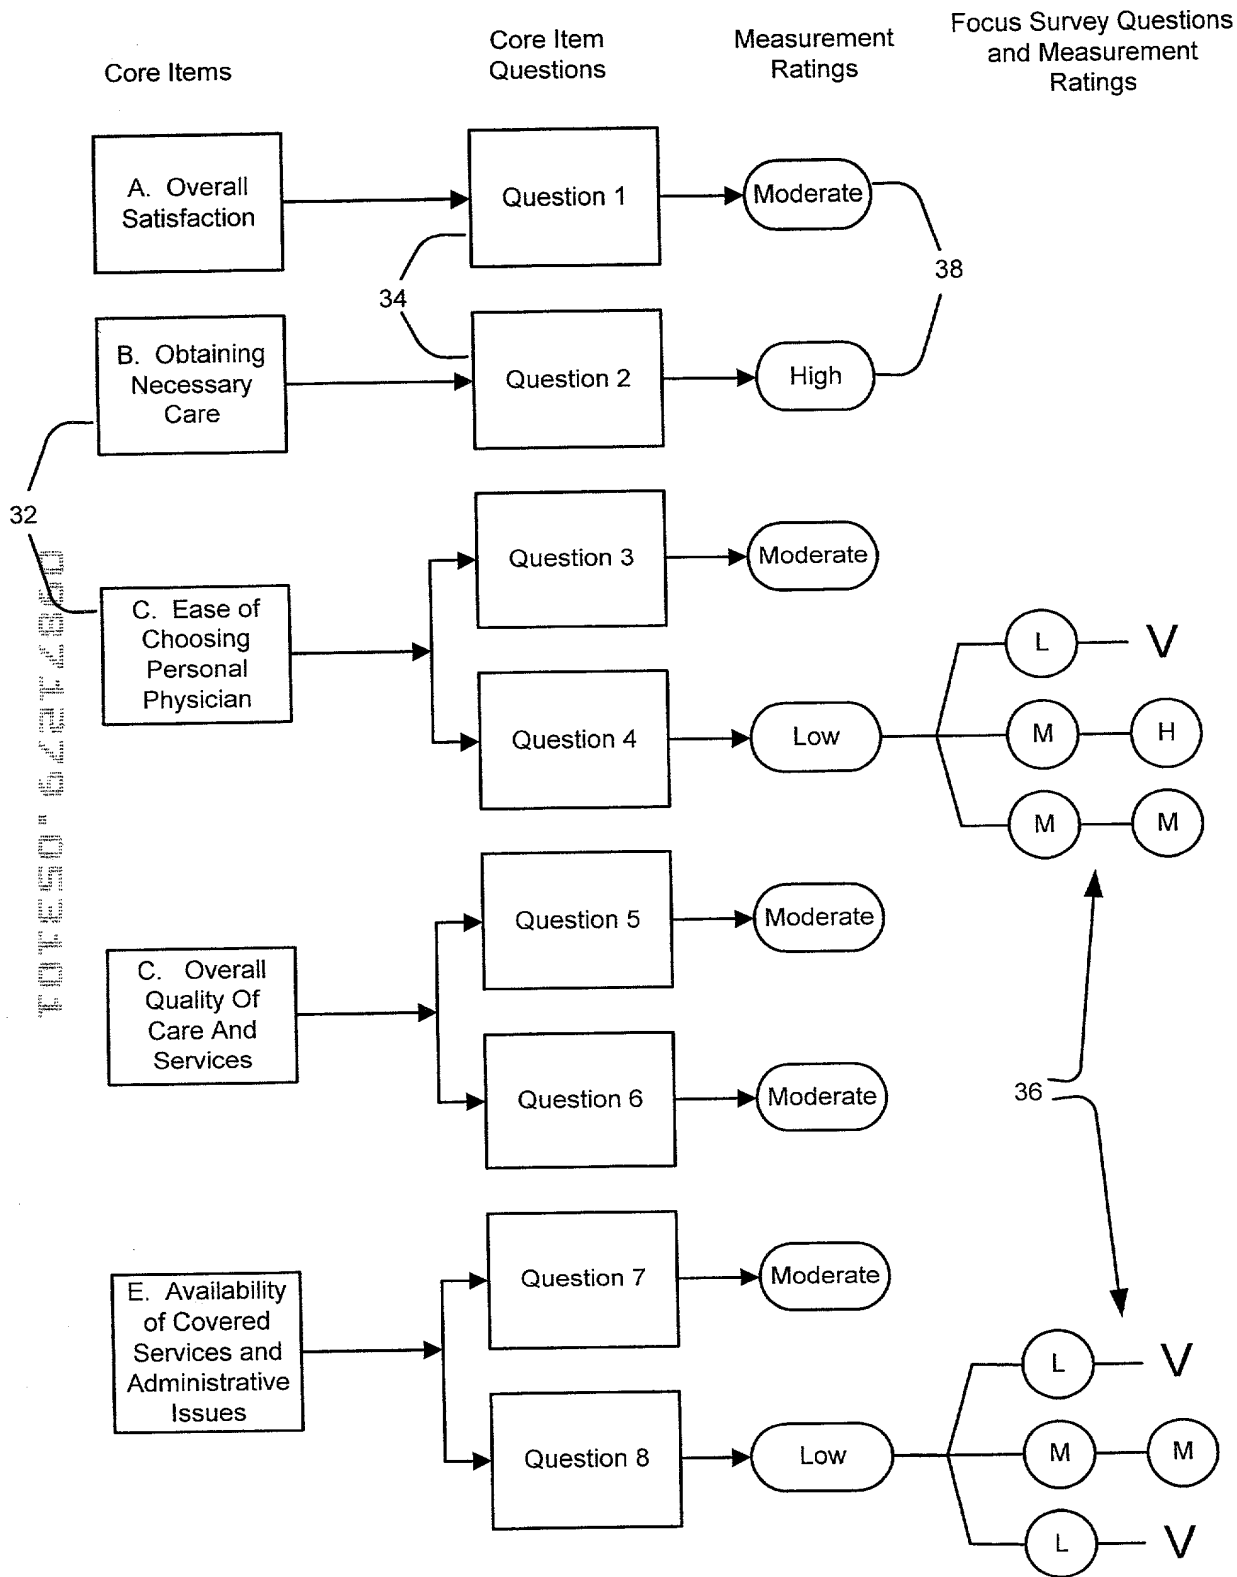 Core Items
Core Item
Questions
Measurement
Ratings
Focus Survey Questions
and Measurement
Ratings
A. Overall
Satisfaction
Question 1
Moderate
34
38
B. Obtaining
Necessary
Care
Question 2
High
32
C. Ease of
Choosing
Personal
Physician
Question 3
Moderate
Question 4
Low
L
V
M
H
M
M
C. Overall
Quality Of
Care And
Services
Question 5
Moderate
Question 6
Moderate
36
E. Availability
of Covered
Services and
Administrative
Issues
Question 7
Moderate
Question 8
Low
L
V
M
M
L
V